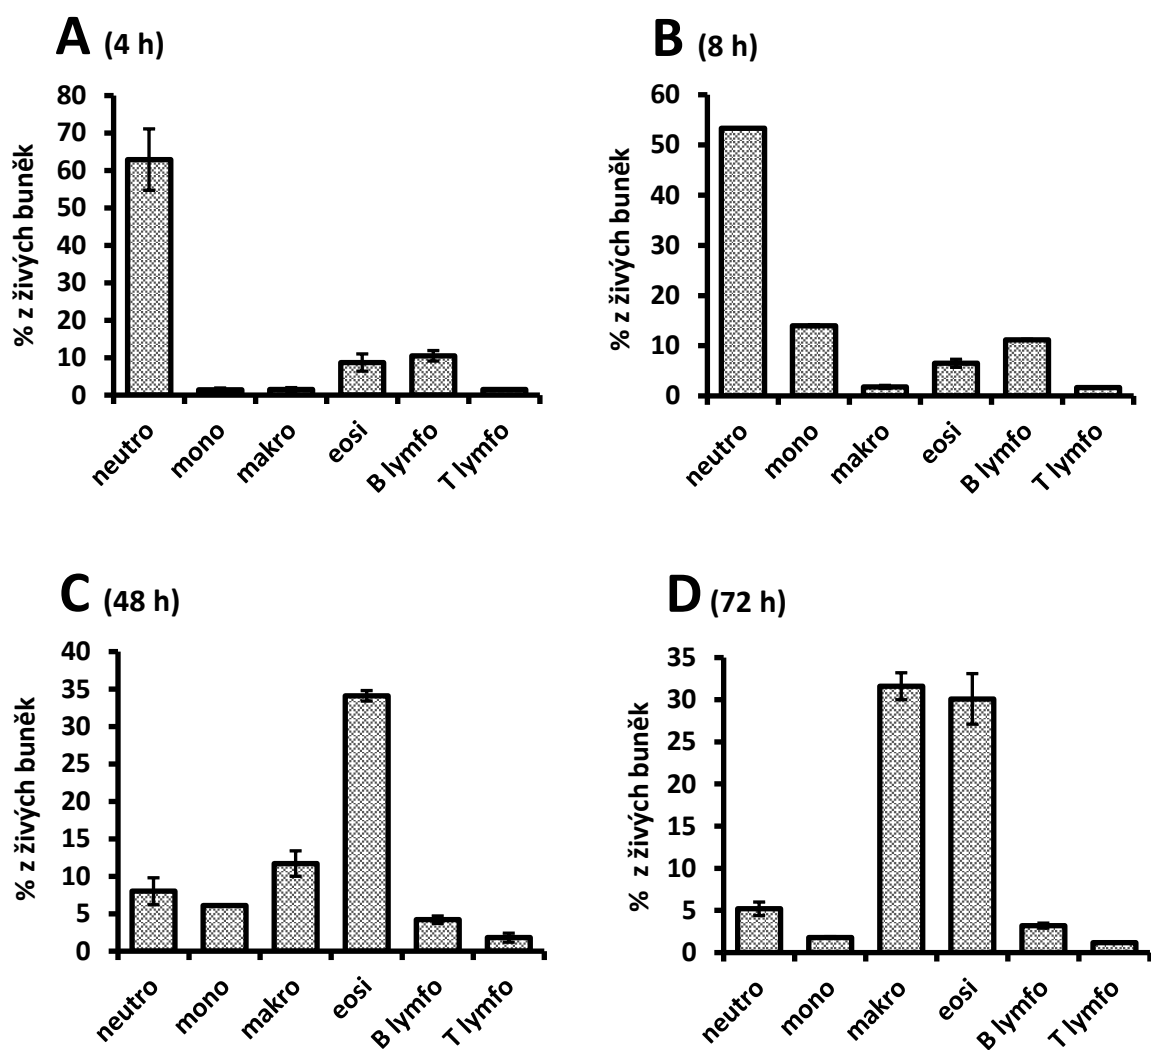 A (4 h)
% z živých buněk
80
70
60
50
40
30
20
10
0
neutro
mono
makro
eosi
B lymfo
T lymfo
B (8 h)
% z živých buněk
60
50
40
30
20
10
0
neutro
mono
makro
eosi
B lymfo
T lymfo
C (48 h)
% z živých buněk
40
35
30
25
20
15
10
5
0
neutro
mono
makro
eosi
B lymfo
T lymfo
D (72 h)
% z živých buněk
35
30
25
20
15
10
5
0
neutro
mono
makro
eosi
B lymfo
T lymfo